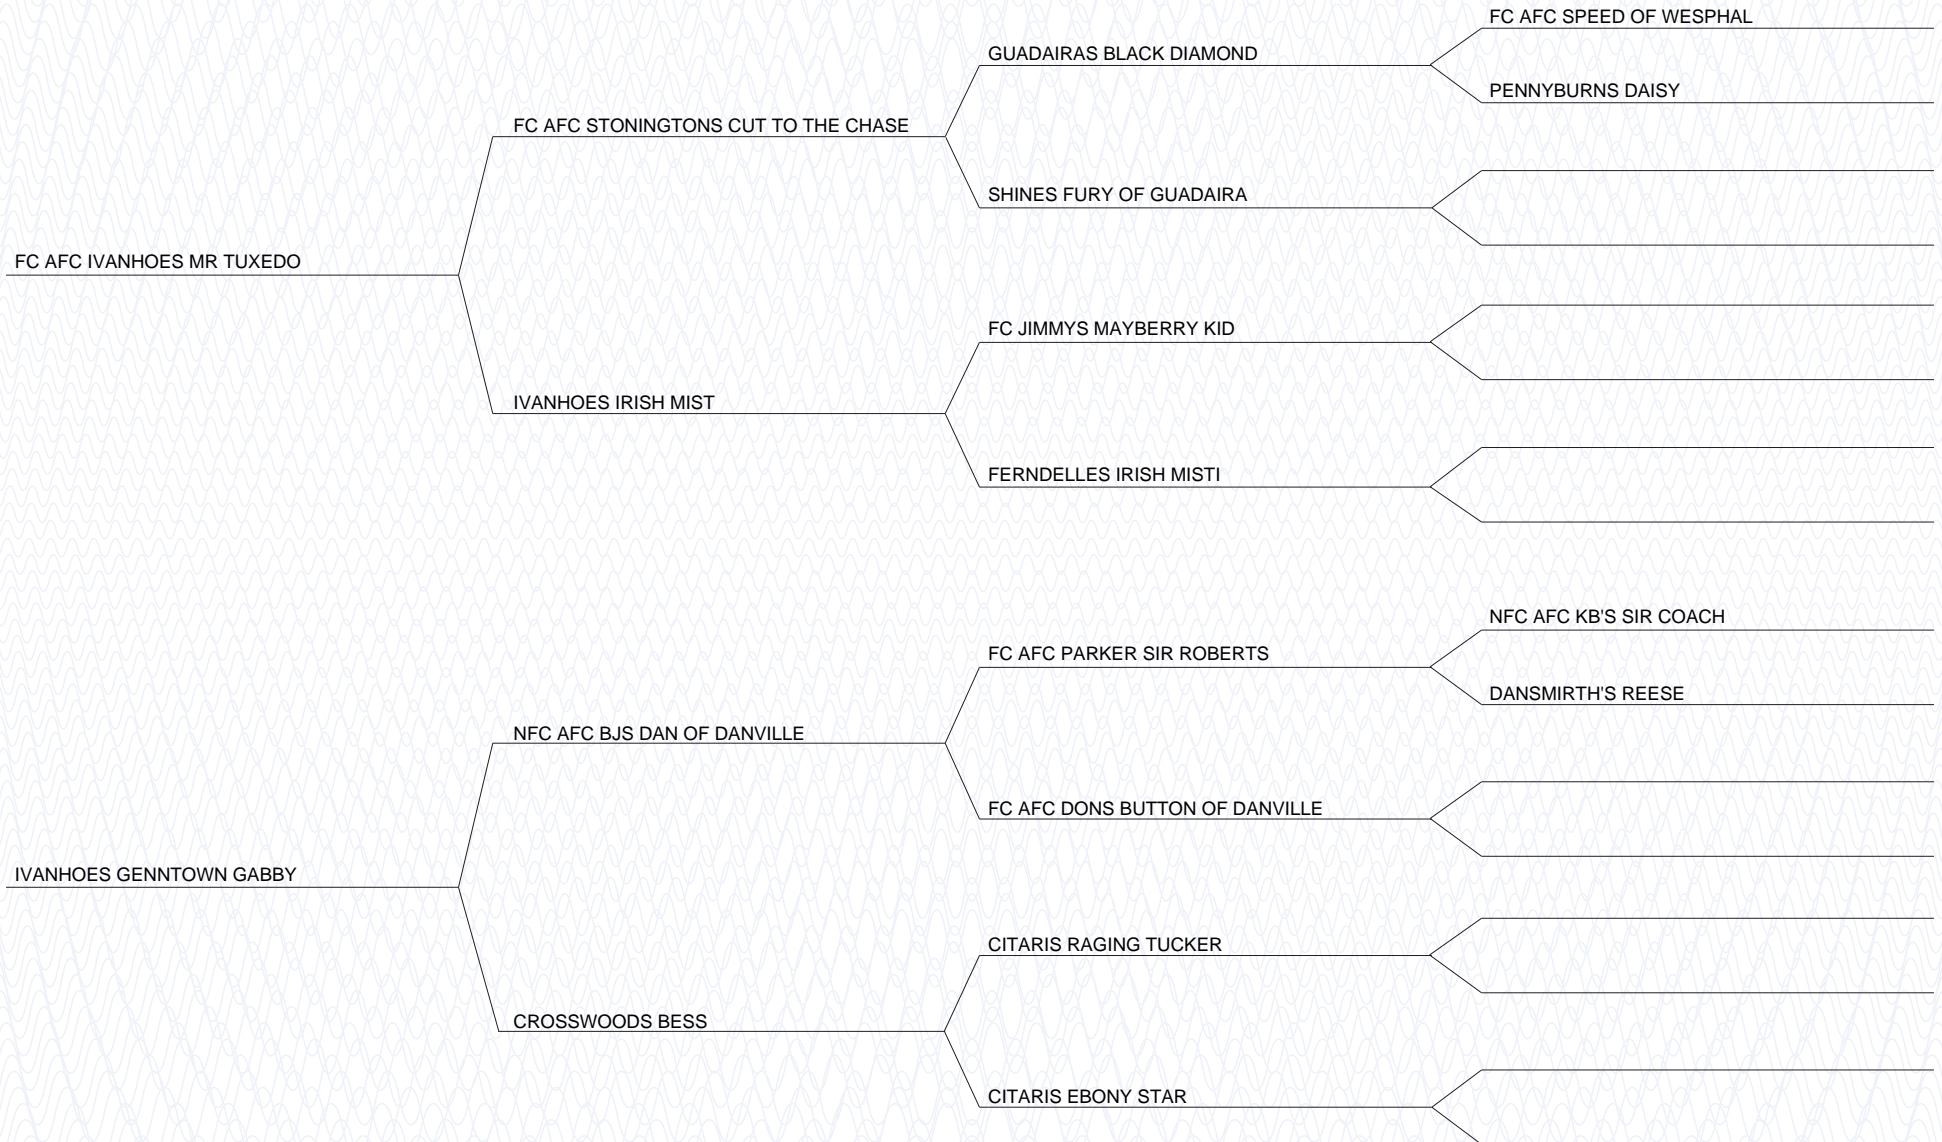 FC AFC SPEED OF WESPHAL
GUADAIRAS BLACK DIAMOND
PENNYBURNS DAISY
FC AFC STONINGTONS CUT TO THE CHASE
SHINES FURY OF GUADAIRA
FC AFC IVANHOES MR TUXEDO
FC JIMMYS MAYBERRY KID
IVANHOES IRISH MIST
FERNDELLES IRISH MISTI
NFC AFC KB'S SIR COACH
FC AFC PARKER SIR ROBERTS
DANSMIRTH'S REESE
NFC AFC BJS DAN OF DANVILLE
FC AFC DONS BUTTON OF DANVILLE
IVANHOES GENNTOWN GABBY
CITARIS RAGING TUCKER
CROSSWOODS BESS
CITARIS EBONY STAR